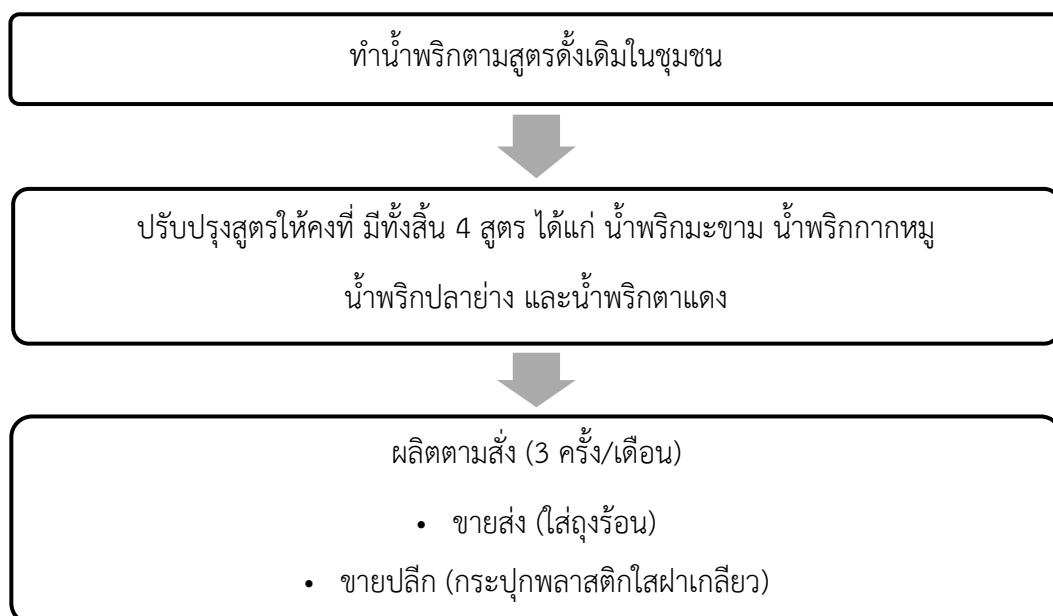 ทำน้ำพริกตามสูตรดั้งเดิมในชุมชน
ปรับปรุงสูตรให้คงที่ มีทั้งสิ้น 4 สูตร ได้แก่ น้ำพริกมะขาม น้ำพริกกากหมู
น้ำพริกปลาย่าง และน้ำพริกตาแดง
ผลิตตามสั่ง (3 ครั้ง/เดือน)
• ขายส่ง (ใส่ถุงร้อน)
• ขายปลีก (กระปุกพลาสติกใสฝาเกลียว)